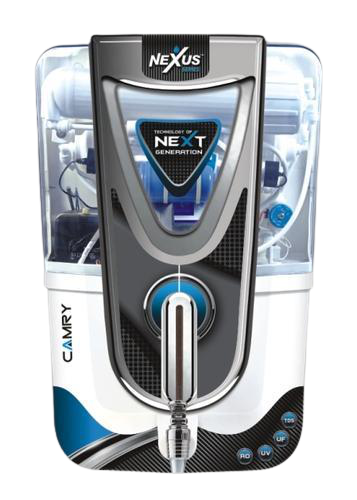 NEXUS
TECHNOLOGY OF
NEXT
GENERATION
CAMRY
TDS
UF
UV
RO